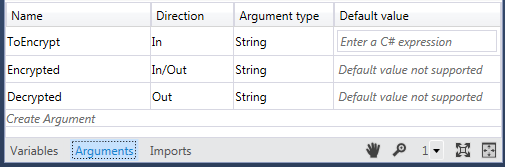 Name Direction Argument type Default value
ToEncrypt In String Enter a C# expression
Encrypted In/Out String Default value not supported
Decrypted Out String Default value not supported
Create Argument
Variables Arguments Imports 1